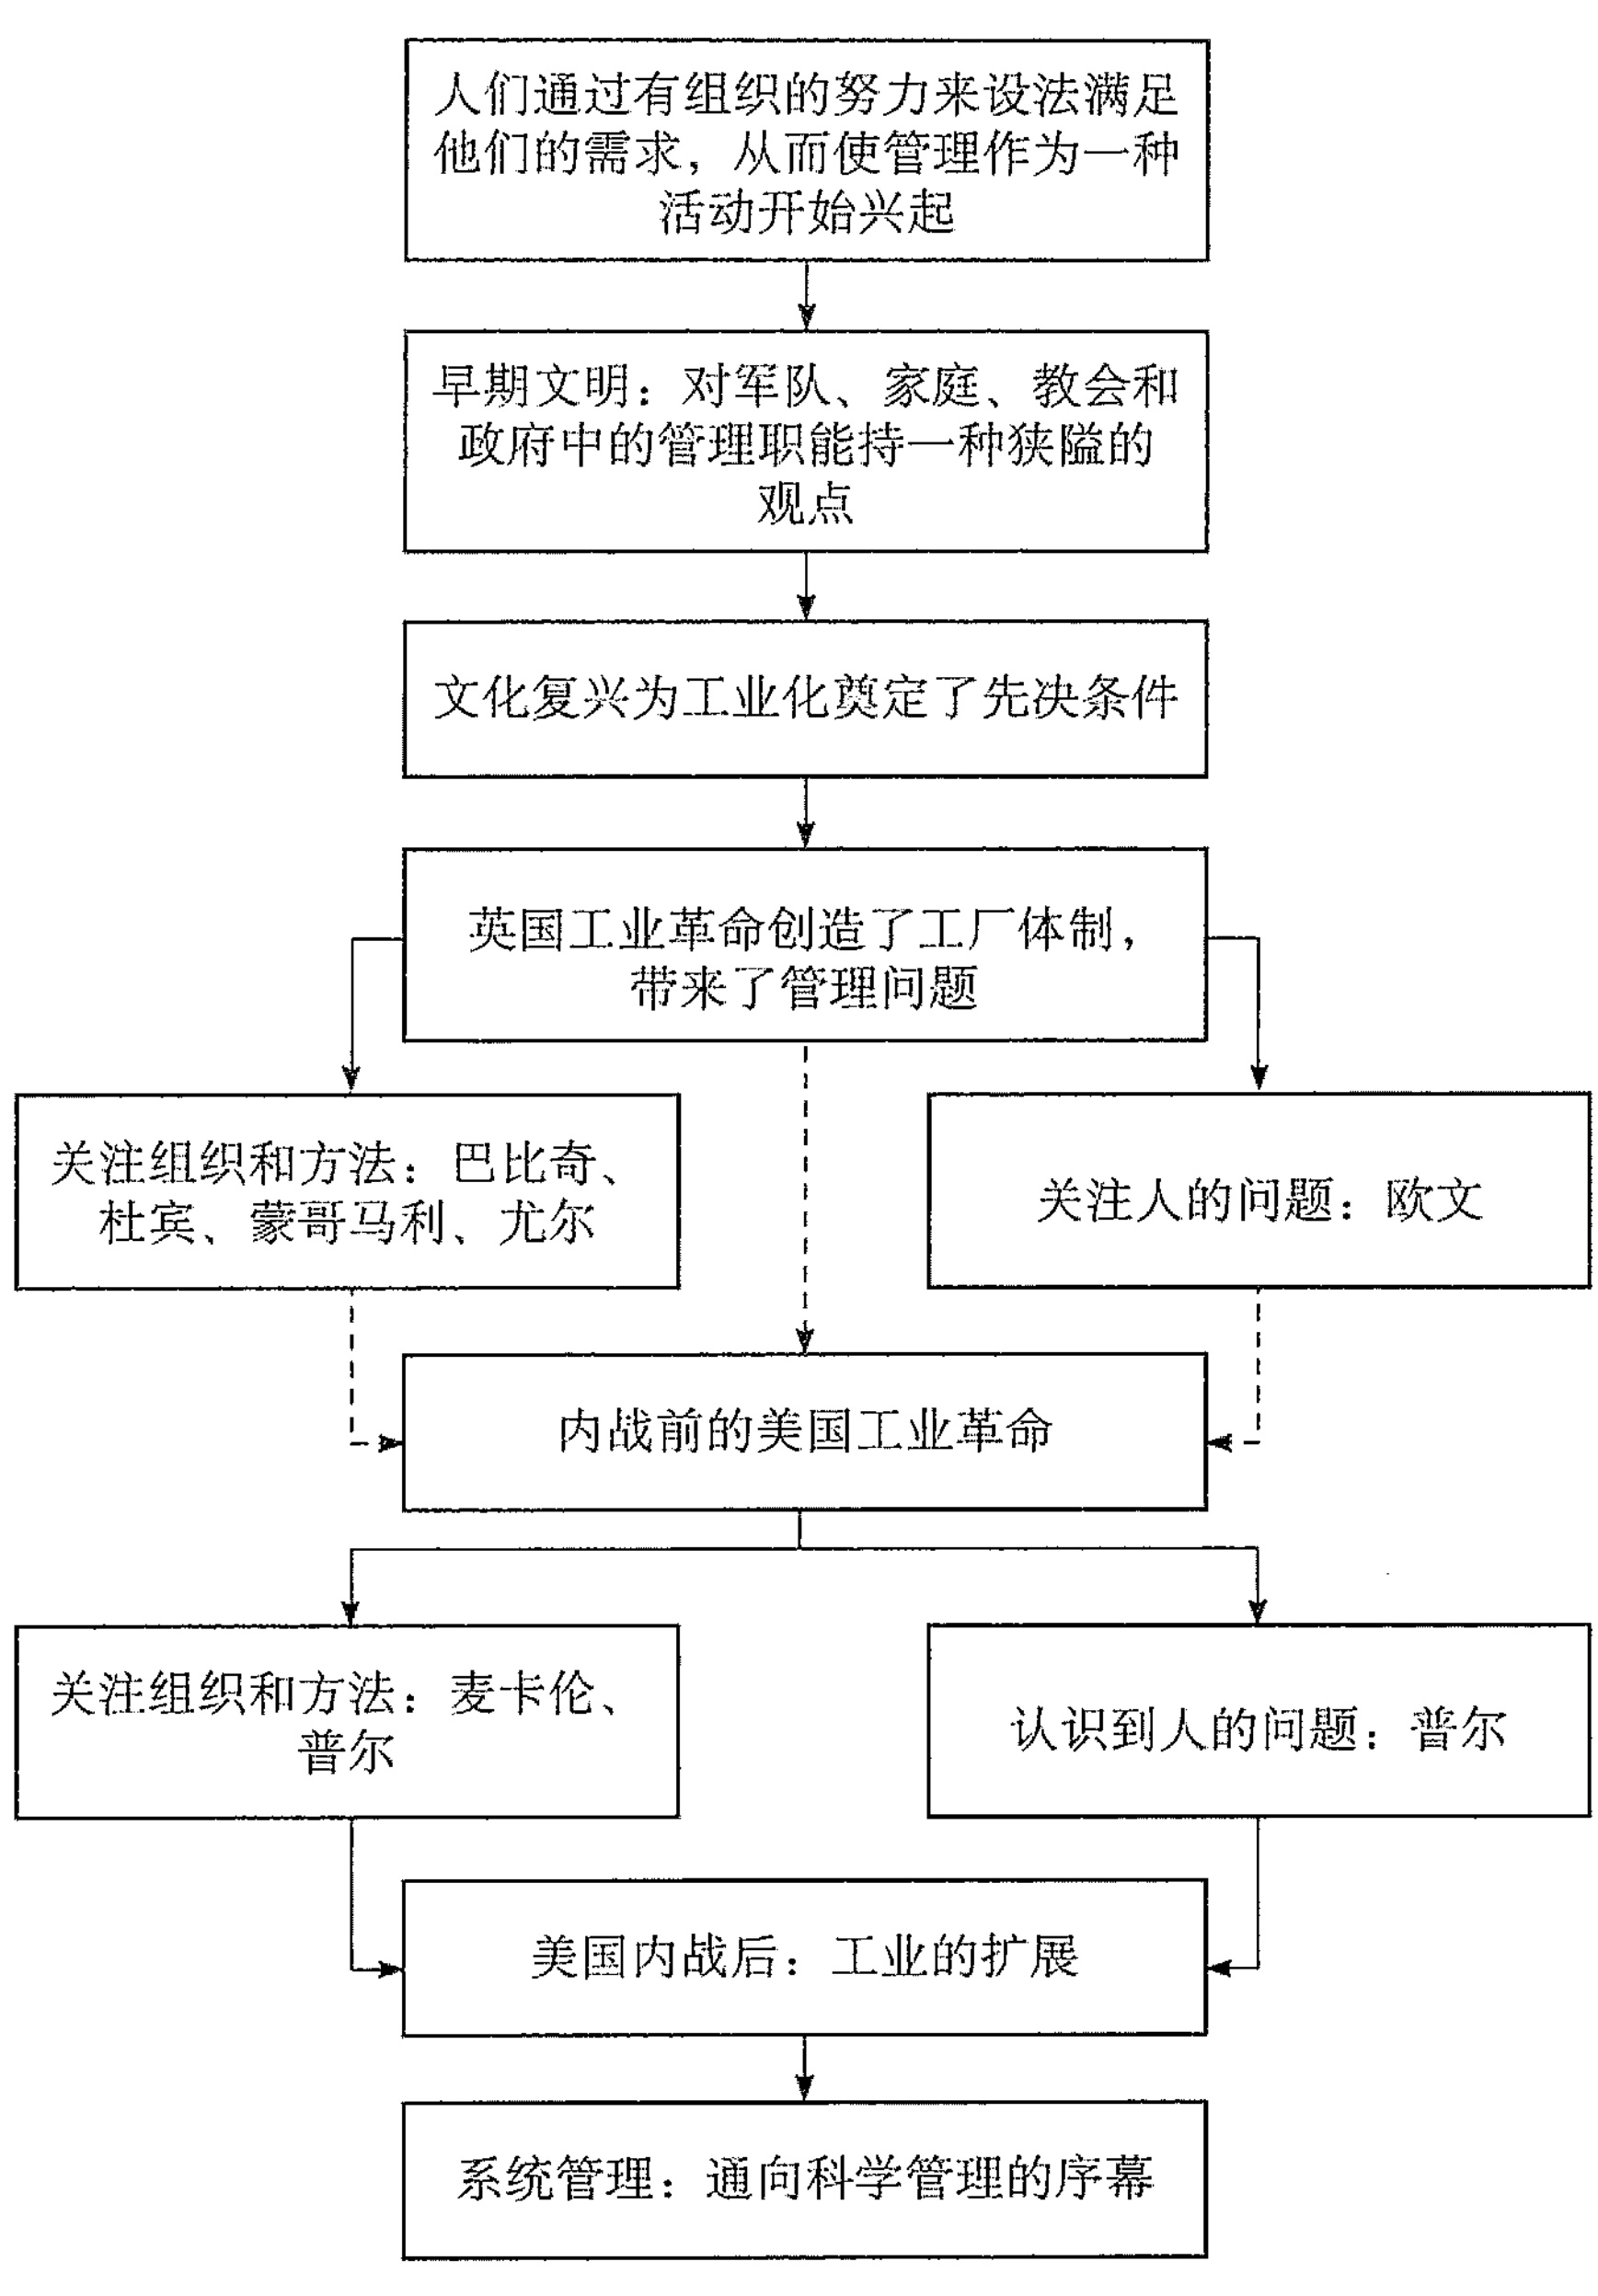 人们通过有组织的努力来设法满足
他们的需求，从而使管理作为一种
活动开始兴起
早期文明：对军队、家庭、教会和
政府中的管理职能持一种狭隘的
观点
文化复兴为工业化奠定了先决条件
英国工业革命创造了工厂体制，
带来了管理问题
关注组织和方法：巴比奇、
杜宾、蒙哥马利、尤尔
关注人的问题：欧文
内战前的美国工业革命
关注组织和方法：麦卡伦、
普尔
认识到人的问题：普尔
美国内战后：工业的扩展
系统管理：通向科学管理的序幕